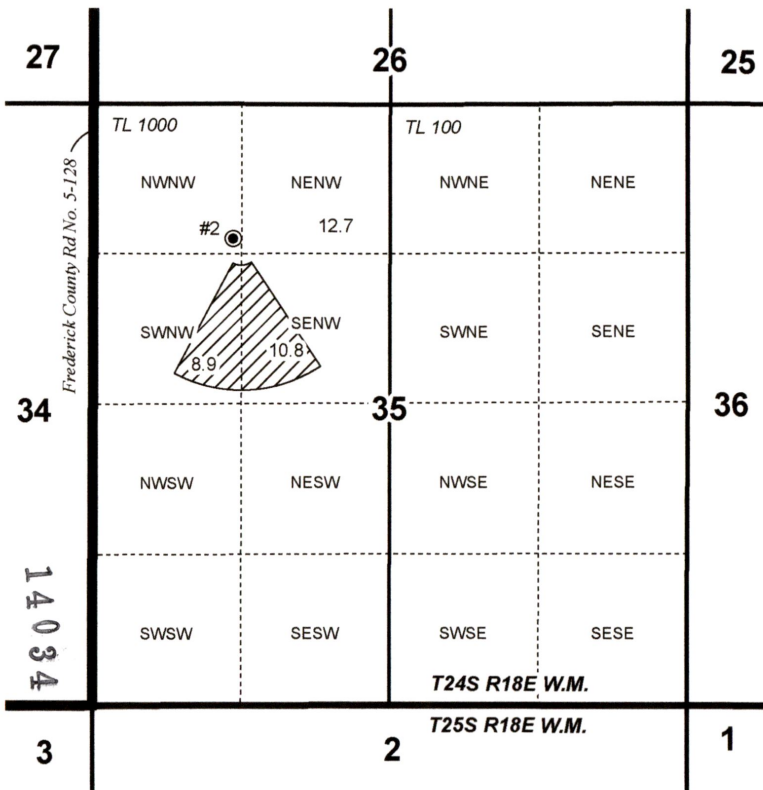 27 26 25
TL 1000 TL 100
Frederick County Rd No. 5-128
NWNW NENW NWNE NENE
#2 12.7
SWNW SENW SWNE SENE
8.9 10.8
34 35 36
NWSW NESW NWSE NESE
14034
SWSW SESW SWSE SESE
T24S R18E W.M.
T25S R18E W.M.
3 2 1